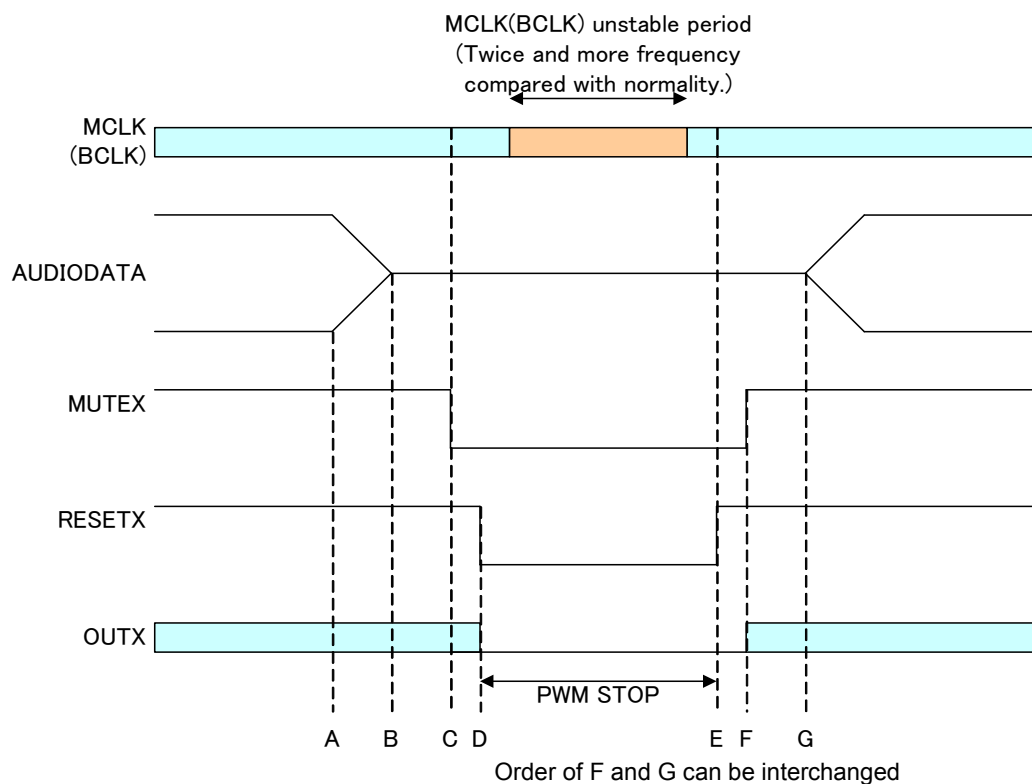 MCLK(BCLK) unstable period
(Twice and more frequency
compared with normality.)
MCLK
(BCLK)
AUDIODATA
MUTEX
RESETX
OUTX
PWM STOP
A B C D E F G
Order of F and G can be interchanged